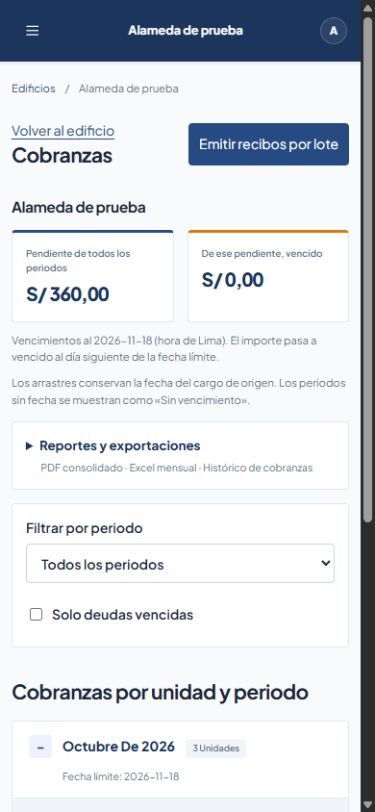 Alameda de prueba
A
Edificios / Alameda de prueba
Volver al edificio
Cobranzas
Emitir recibos por lote
Alameda de prueba
Pendiente de todos los
periodos
S/ 360,00
De ese pendiente, vencido
S/ 0,00
Vencimientos al 2026-11-18 (hora de Lima). El importe pasa a
vencido al día siguiente de la fecha límite.
Los arrastres conservan la fecha del cargo de origen. Los periodos
sin fecha se muestran como «Sin vencimiento».
Reportes y exportaciones
PDF consolidado · Excel mensual · Histórico de cobranzas
Filtrar por periodo
Todos los periodos
Solo deudas vencidas
Cobranzas por unidad y periodo
Octubre De 2026
3 Unidades
Fecha límite: 2026-11-18